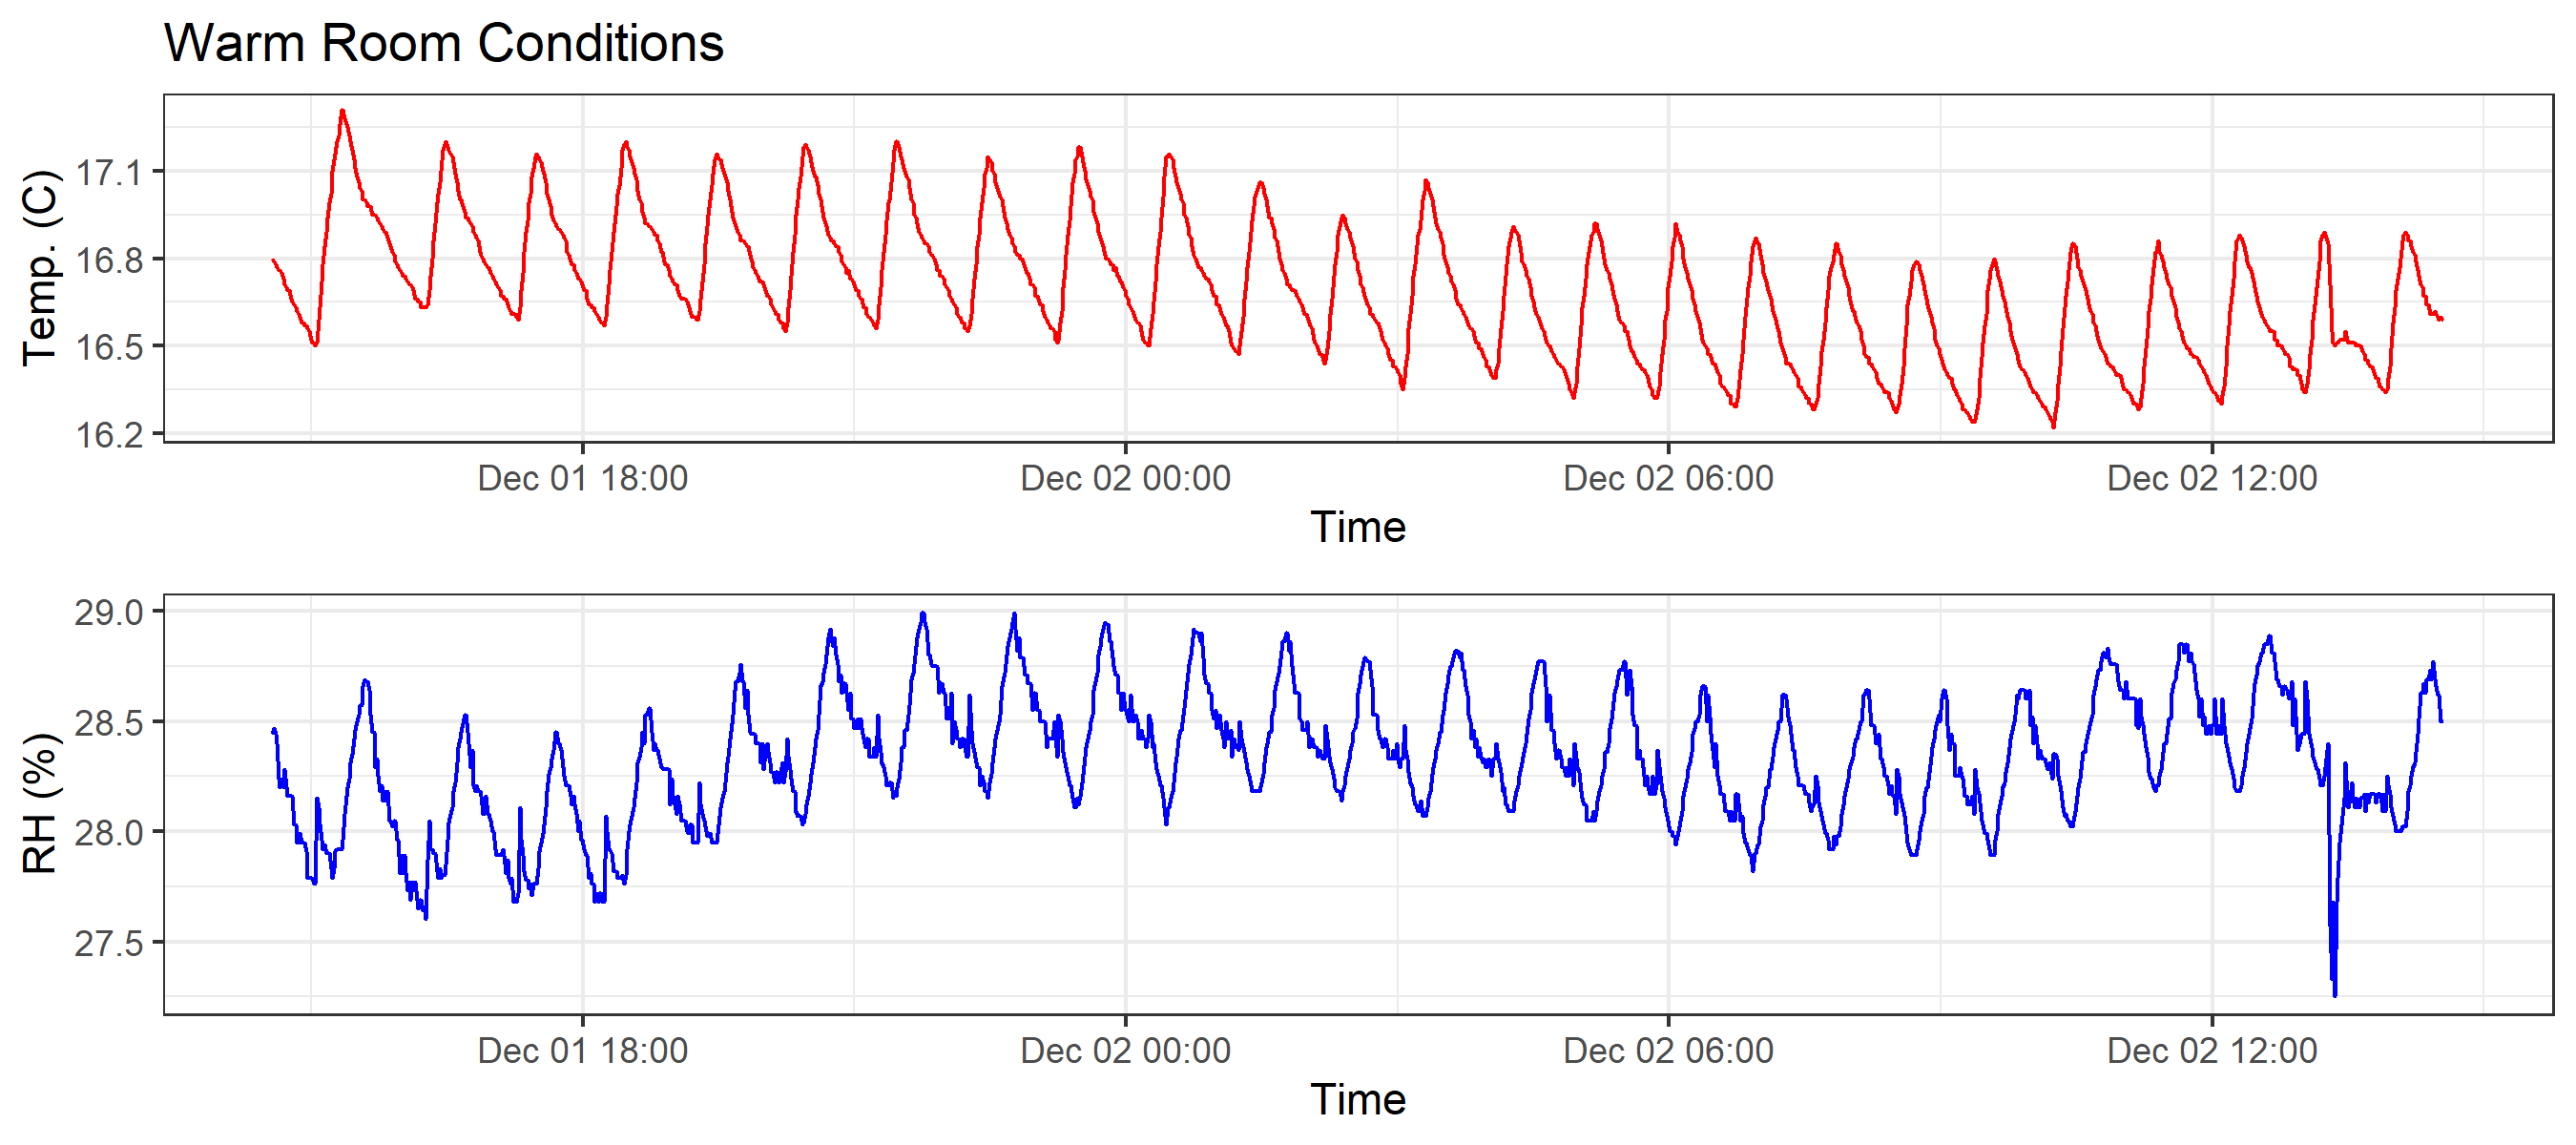 Warm Room Conditions
Temp. (C)
17.1
16.8
16.5
16.2
Dec 01 18:00 Dec 02 00:00 Dec 02 06:00 Dec 02 12:00
Time
RH (%)
29.0
28.5
28.0
27.5
Dec 01 18:00 Dec 02 00:00 Dec 02 06:00 Dec 02 12:00
Time